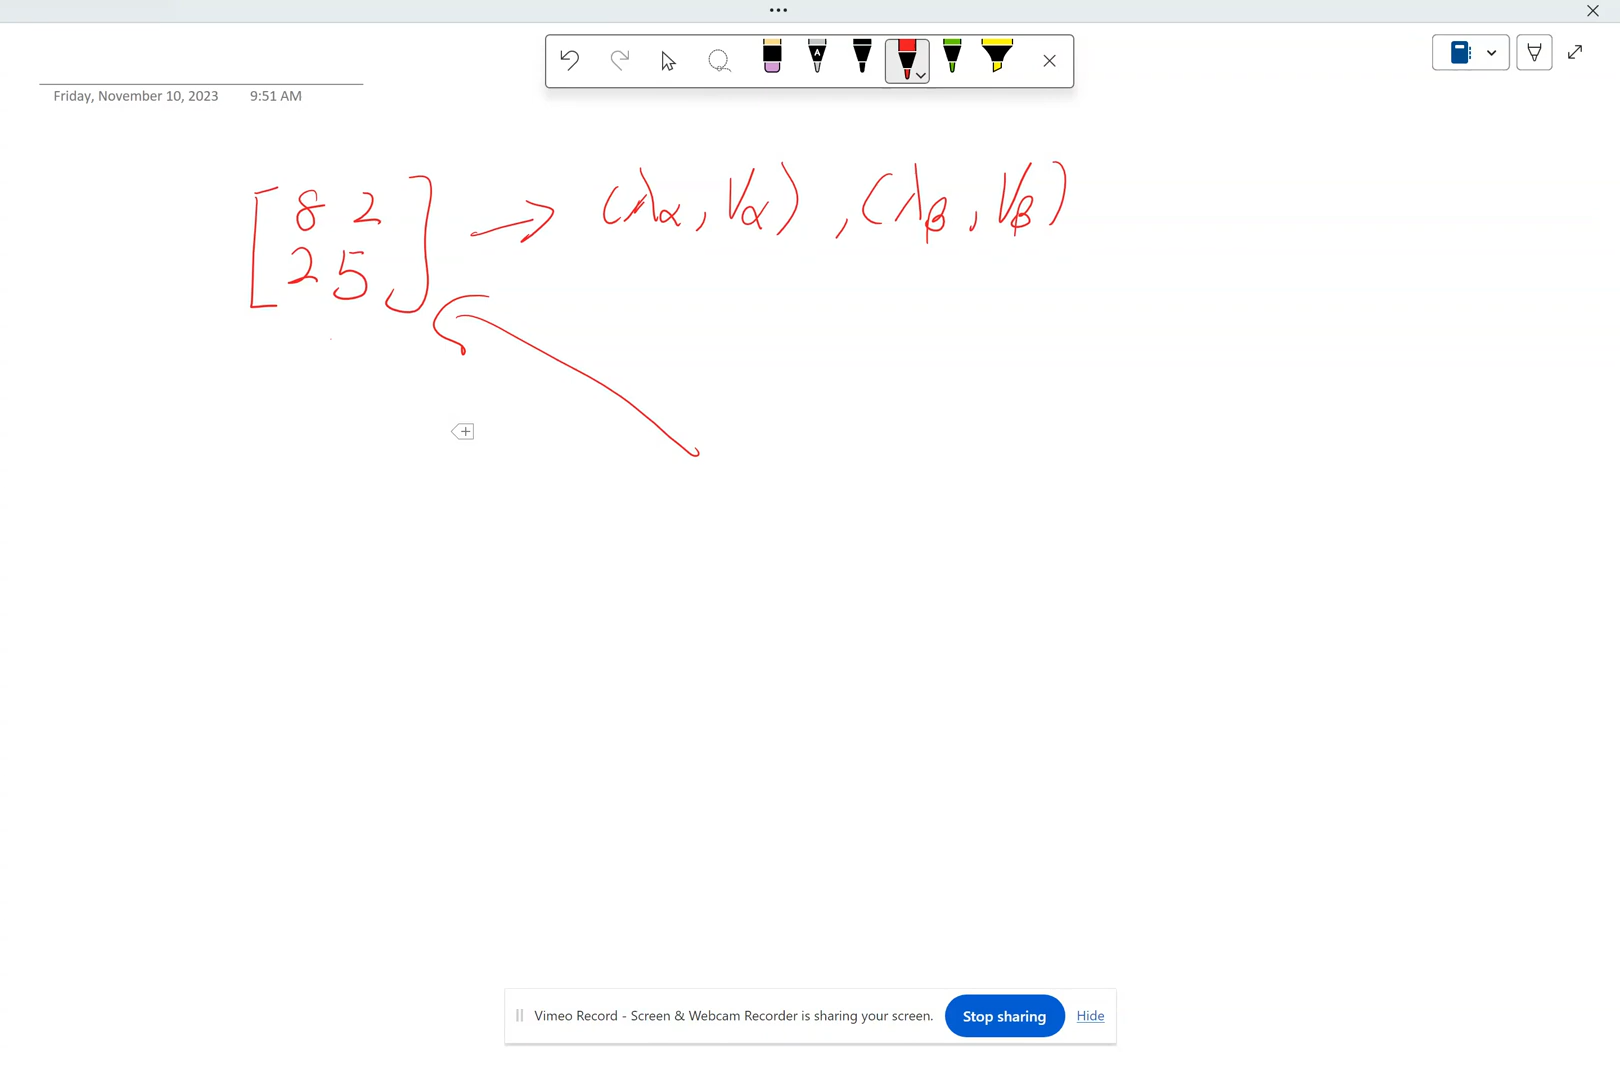 Friday, November 10, 2023 9:51 AM
[8 2
2 5] → (λα, Vα), (λβ, Vβ)
Vimeo Record - Screen & Webcam Recorder is sharing your screen. Stop sharing Hide